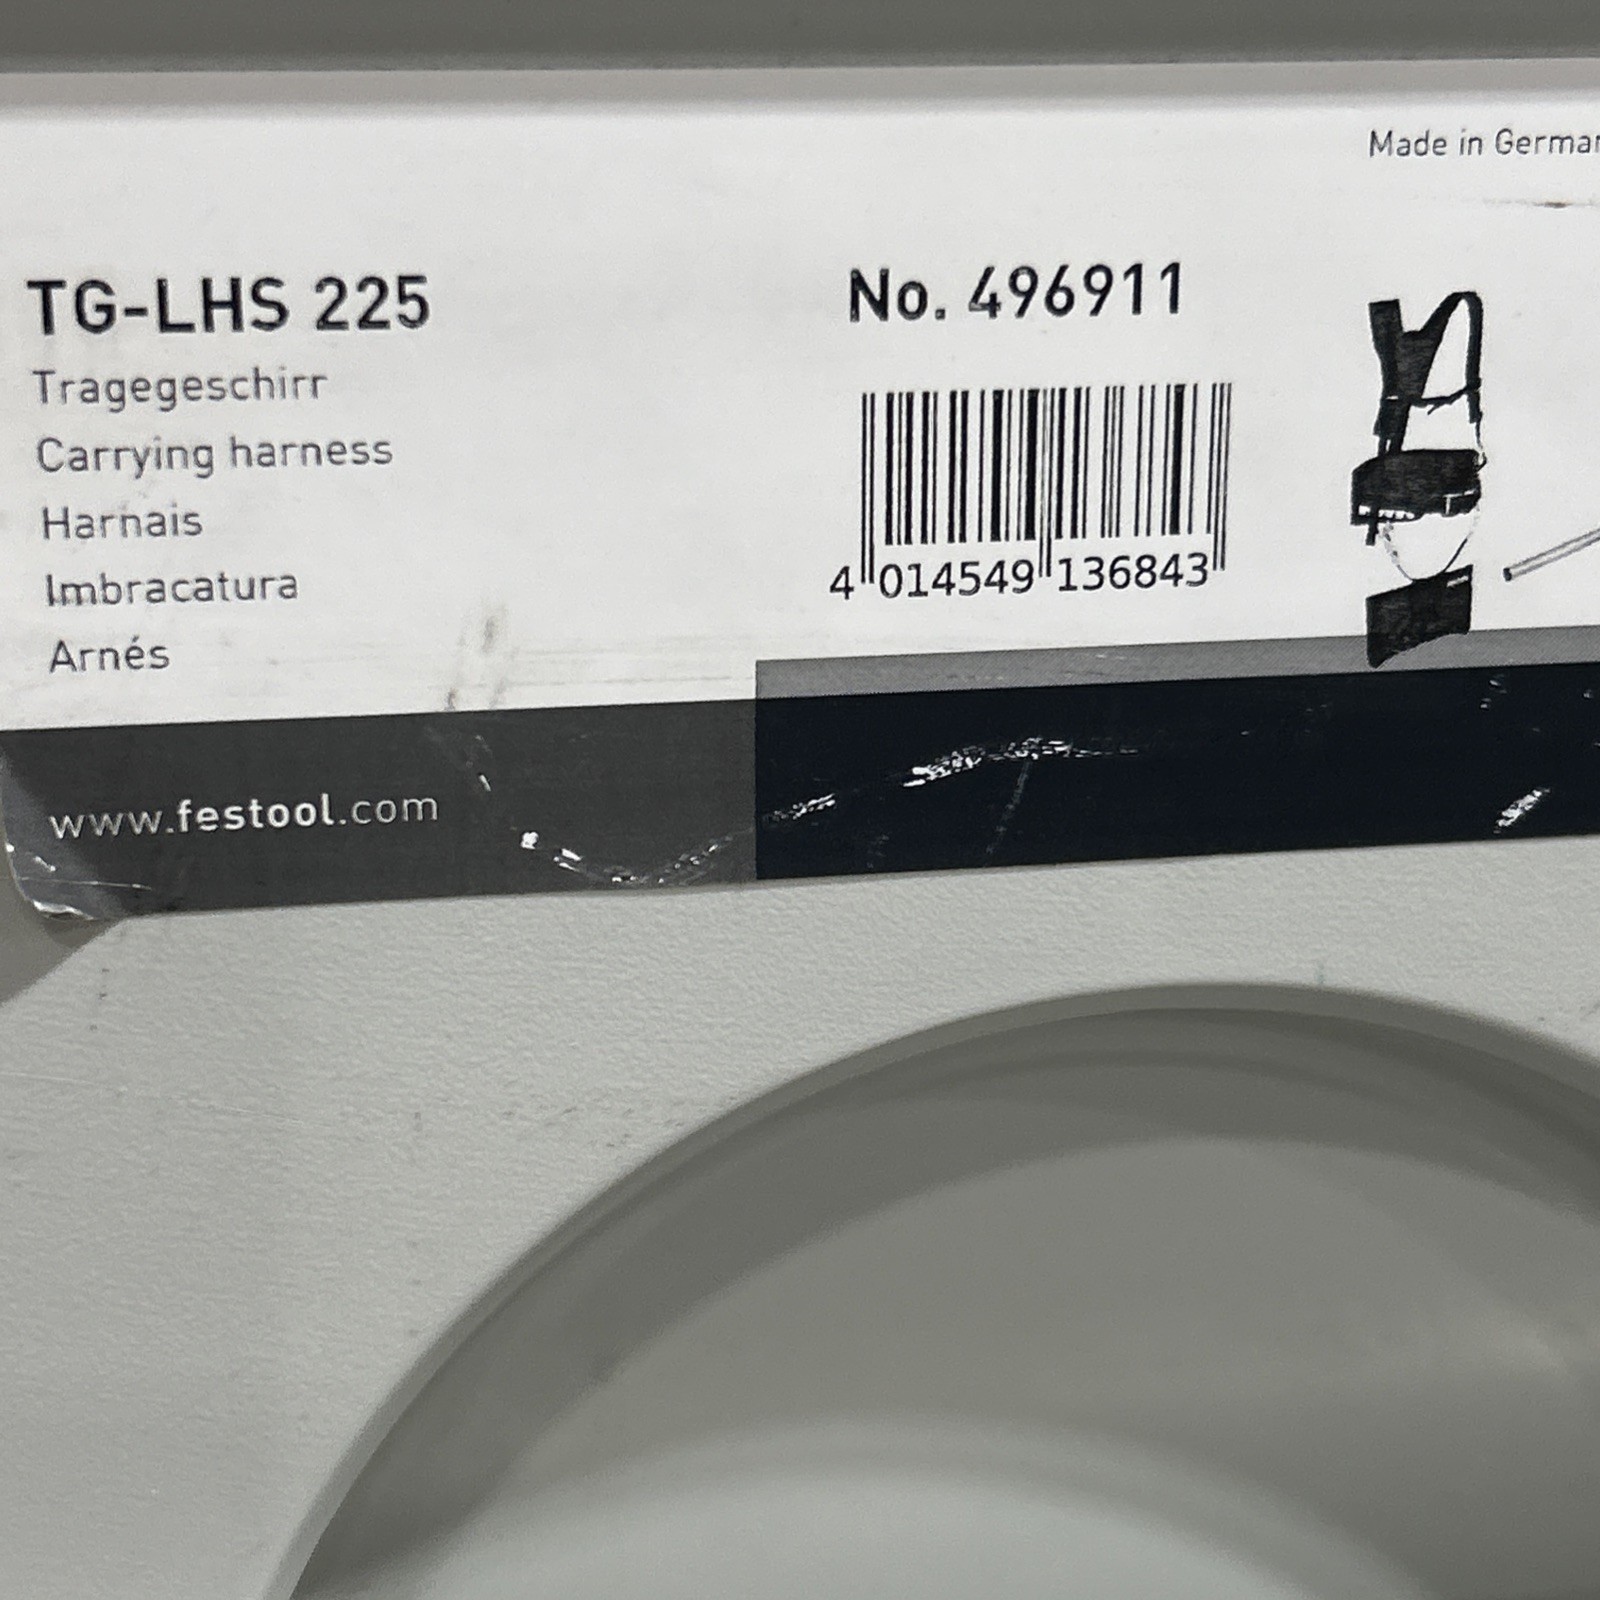 Made in German
TG-LHS 225
No. 496911
Tragegeschirr
Carrying harness
Harnais
Imbracatura
Arnés
4 014549 136843
www.festool.com